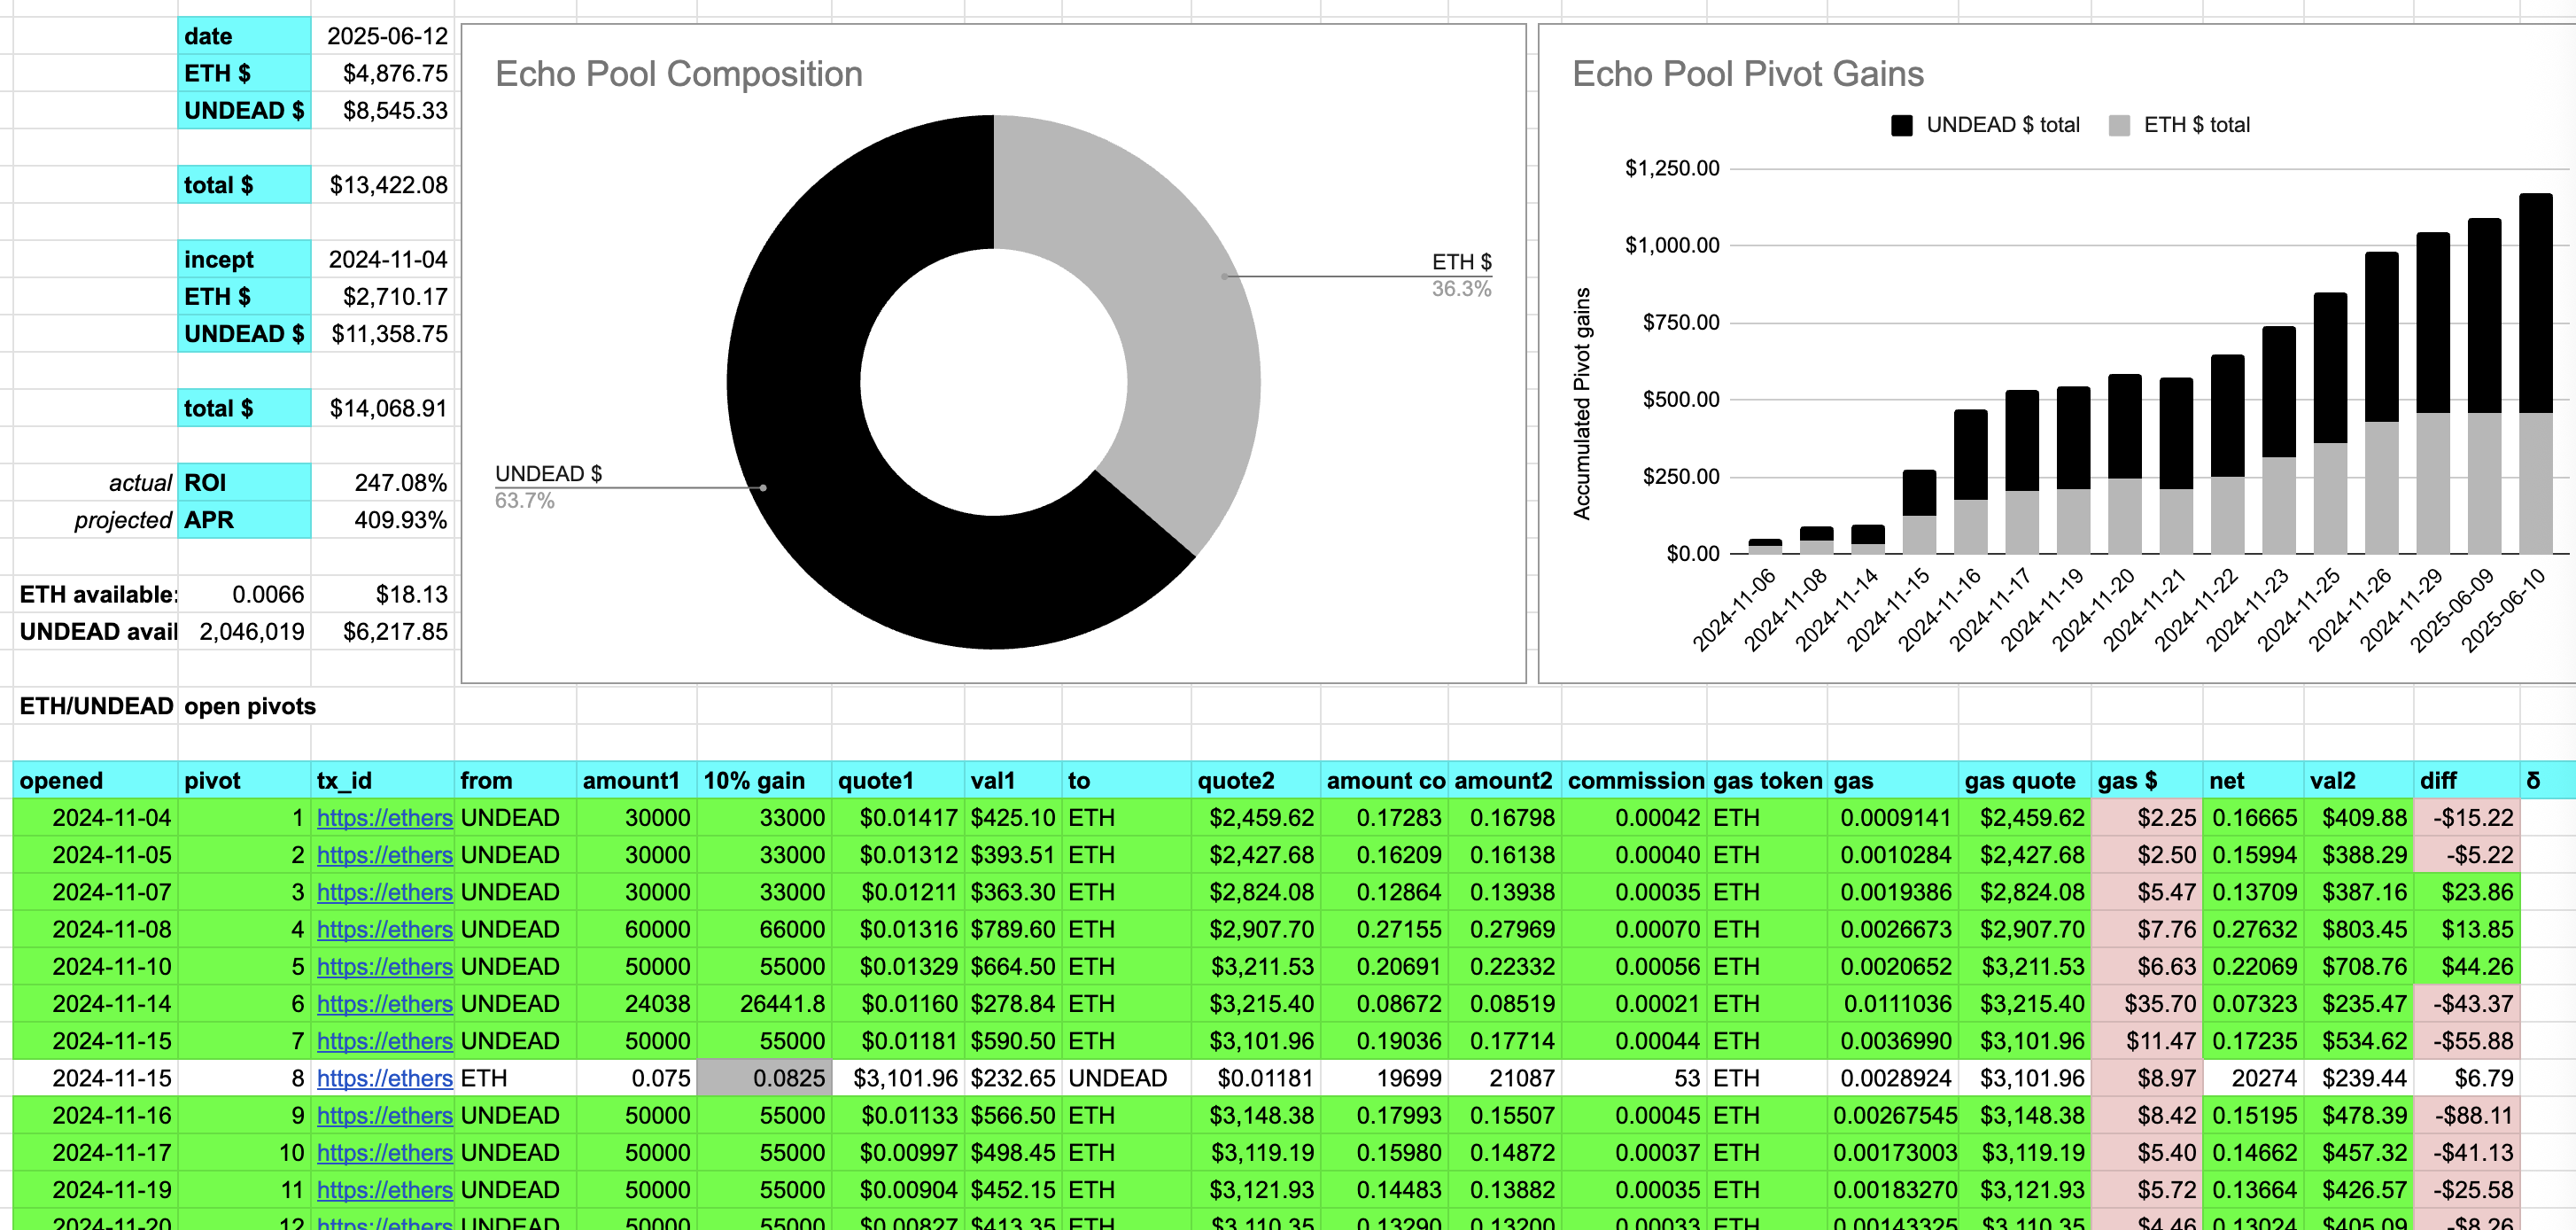 date 2025-06-12
ETH $ $4,876.75
UNDEAD $ $8,545.33
total $ $13,422.08
incept 2024-11-04
ETH $ $2,710.17
UNDEAD $ $11,358.75
total $ $14,068.91
actual ROI 247.08%
projected APR 409.93%
ETH available: 0.0066 $18.13
UNDEAD avail 2,046,019 $6,217.85
Echo Pool Composition
ETH $
36.3%
UNDEAD $
63.7%
Echo Pool Pivot Gains
UNDEAD $ total ETH $ total
Accumulated Pivot gains
$1,250.00
$1,000.00
$750.00
$500.00
$250.00
$0.00
2024-11-06 2024-11-08 2024-11-14 2024-11-15 2024-11-16 2024-11-17 2024-11-19 2024-11-20 2024-11-21 2024-11-22 2024-11-23 2024-11-25 2024-11-26 2024-11-29 2025-06-09 2025-06-10
ETH/UNDEAD open pivots
opened pivot tx_id from amount1 10% gain quote1 val1 to quote2 amount co amount2 commission gas token gas gas quote gas $ net val2 diff δ
2024-11-04 1 https://ethers UNDEAD 30000 33000 $0.01417 $425.10 ETH $2,459.62 0.17283 0.16798 0.00042 ETH 0.0009141 $2,459.62 $2.25 0.16665 $409.88 -$15.22
2024-11-05 2 https://ethers UNDEAD 30000 33000 $0.01312 $393.51 ETH $2,427.68 0.16209 0.16138 0.00040 ETH 0.0010284 $2,427.68 $2.50 0.15994 $388.29 -$5.22
2024-11-07 3 https://ethers UNDEAD 30000 33000 $0.01211 $363.30 ETH $2,824.08 0.12864 0.13938 0.00035 ETH 0.0019386 $2,824.08 $5.47 0.13709 $387.16 $23.86
2024-11-08 4 https://ethers UNDEAD 60000 66000 $0.01316 $789.60 ETH $2,907.70 0.27155 0.27969 0.00070 ETH 0.0026673 $2,907.70 $7.76 0.27632 $803.45 $13.85
2024-11-10 5 https://ethers UNDEAD 50000 55000 $0.01329 $664.50 ETH $3,211.53 0.20691 0.22332 0.00056 ETH 0.0020652 $3,211.53 $6.63 0.22069 $708.76 $44.26
2024-11-14 6 https://ethers UNDEAD 24038 26441.8 $0.01160 $278.84 ETH $3,215.40 0.08672 0.08519 0.00021 ETH 0.0111036 $3,215.40 $35.70 0.07323 $235.47 -$43.37
2024-11-15 7 https://ethers UNDEAD 50000 55000 $0.01181 $590.50 ETH $3,101.96 0.19036 0.17714 0.00044 ETH 0.0036990 $3,101.96 $11.47 0.17235 $534.62 -$55.88
2024-11-15 8 https://ethers ETH 0.075 0.0825 $3,101.96 $232.65 UNDEAD $0.01181 19699 21087 53 ETH 0.0028924 $3,101.96 $8.97 20274 $239.44 $6.79
2024-11-16 9 https://ethers UNDEAD 50000 55000 $0.01133 $566.50 ETH $3,148.38 0.17993 0.15507 0.00045 ETH 0.00267545 $3,148.38 $8.42 0.15195 $478.39 -$88.11
2024-11-17 10 https://ethers UNDEAD 50000 55000 $0.00997 $498.45 ETH $3,119.19 0.15980 0.14872 0.00037 ETH 0.00173003 $3,119.19 $5.40 0.14662 $457.32 -$41.13
2024-11-19 11 https://ethers UNDEAD 50000 55000 $0.00904 $452.15 ETH $3,121.93 0.14483 0.13882 0.00035 ETH 0.00183270 $3,121.93 $5.72 0.13664 $426.57 -$25.58
2024-11-20 12 https://ethers UNDEAD 50000 55000 $0.00827 $413.35 ETH $3,110.35 0.13290 0.13200 0.00033 ETH 0.00143325 $3,110.35 $4.46 0.13024 $405.09 -$8.26